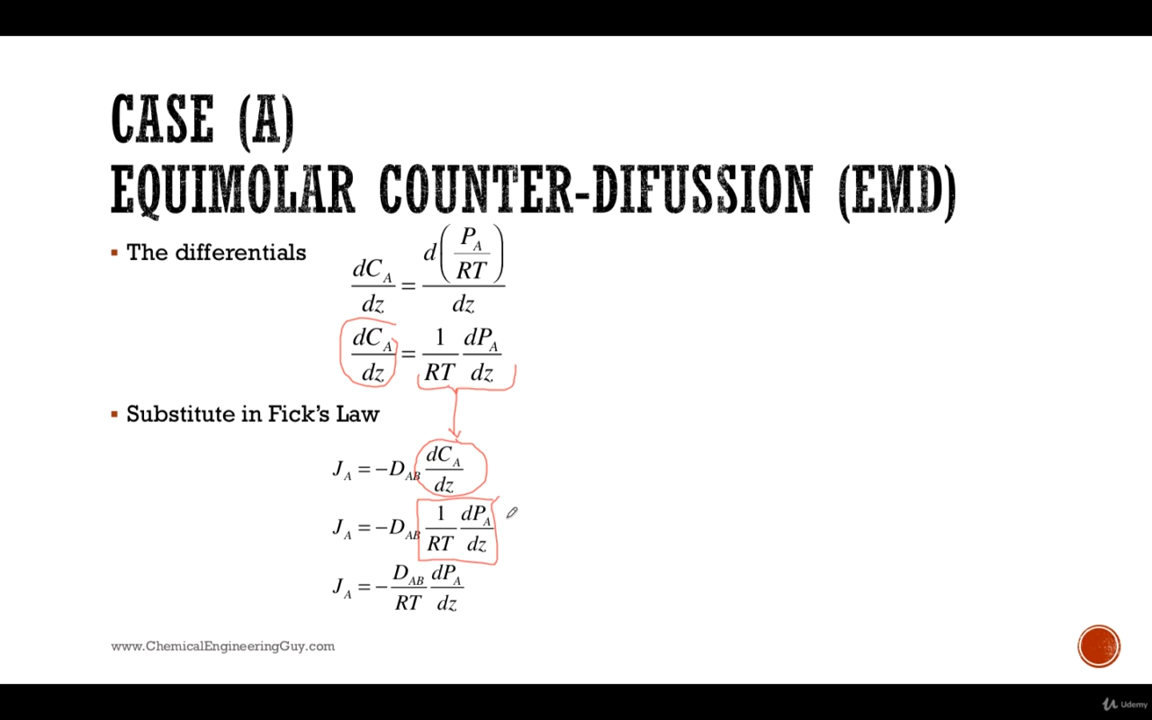 CASE (A)
EQUIMOLAR COUNTER-DIFUSSION (EMD)
▪ The differentials
dC_A/dz = d(P_A/RT)/dz
dC_A/dz = 1/RT dP_A/dz
▪ Substitute in Fick's Law
J_A = −D_AB dC_A/dz
J_A = −D_AB 1/RT dP_A/dz
J_A = −D_AB/RT dP_A/dz
www.ChemicalEngineeringGuy.com
Udemy